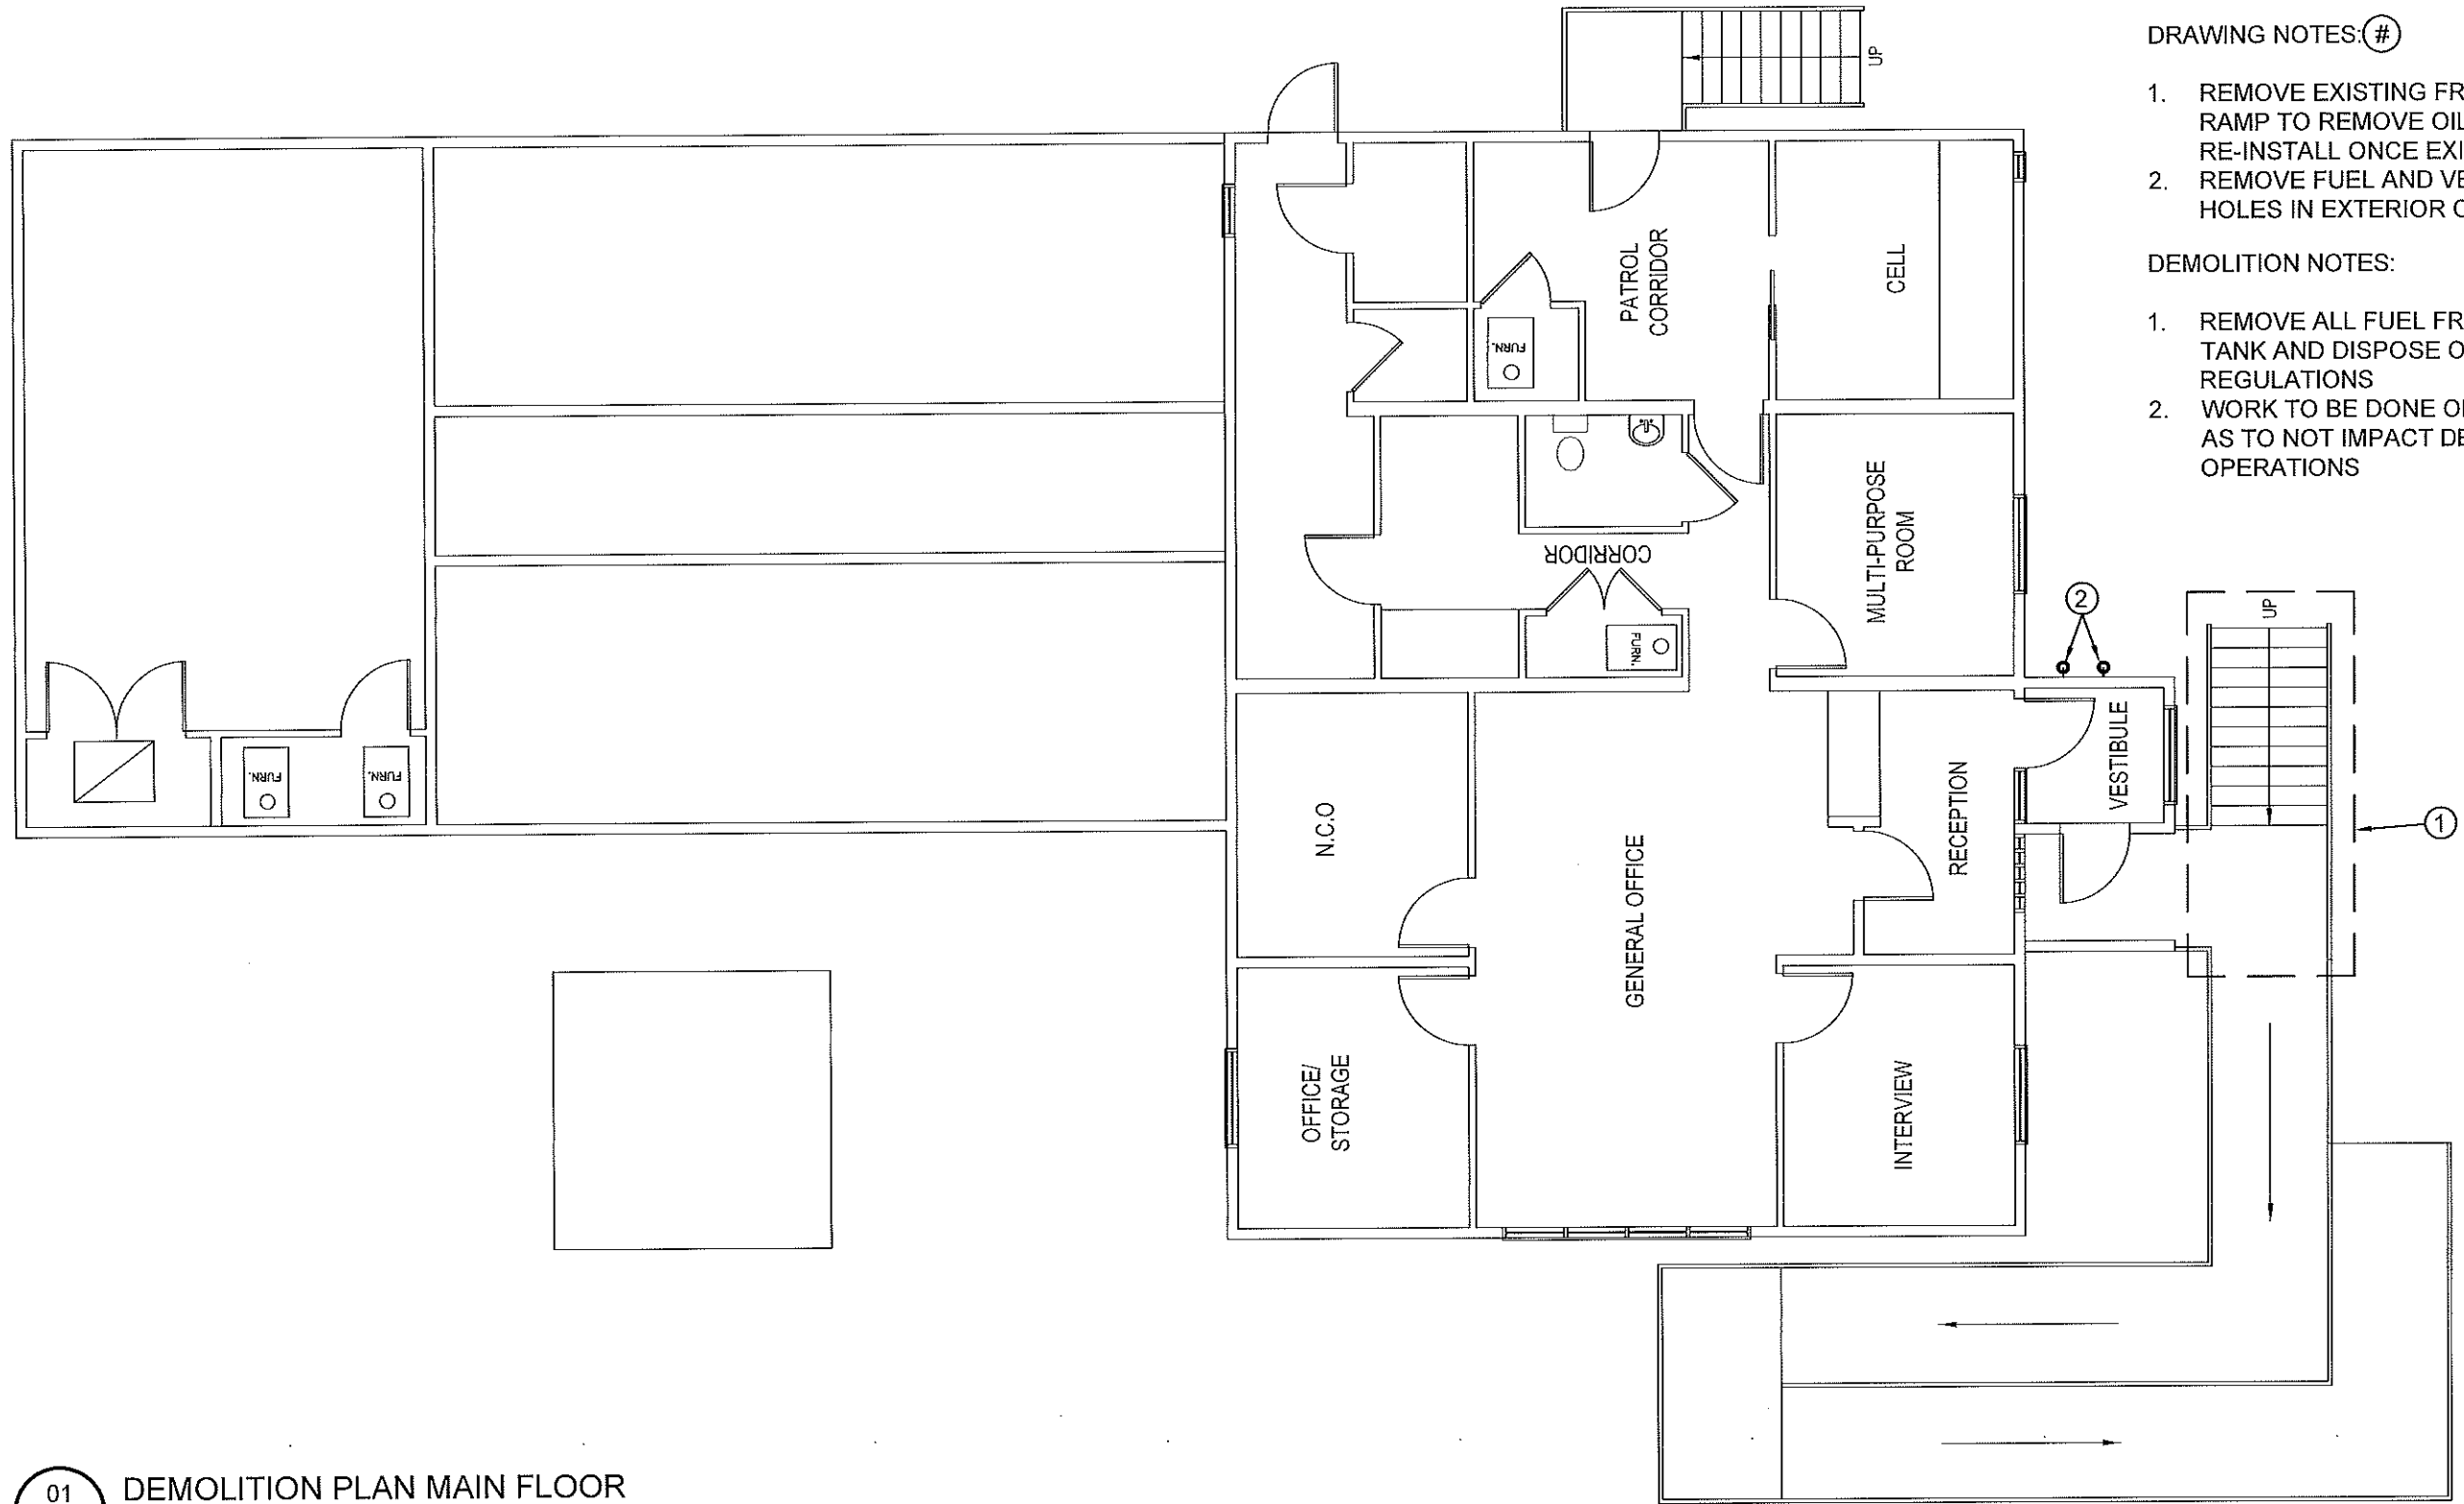 DRAWING NOTES: #
1. REMOVE EXISTING FR
RAMP TO REMOVE OIL
RE-INSTALL ONCE EXI
2. REMOVE FUEL AND VE
HOLES IN EXTERIOR
DEMOLITION NOTES:
1. REMOVE ALL FUEL FR
TANK AND DISPOSE O
REGULATIONS
2. WORK TO BE DONE
AS TO NOT IMPACT DE
OPERATIONS
UP
PATROL
CORRIDOR
CELL
FURN.
CORRIDOR
MULTI-PURPOSE
ROOM
FURN.
2
UP
VESTIBULE
1
FURN.
FURN.
N.C.O
GENERAL OFFICE
RECEPTION
OFFICE/
STORAGE
INTERVIEW
01
DEMOLITION PLAN MAIN FLOOR